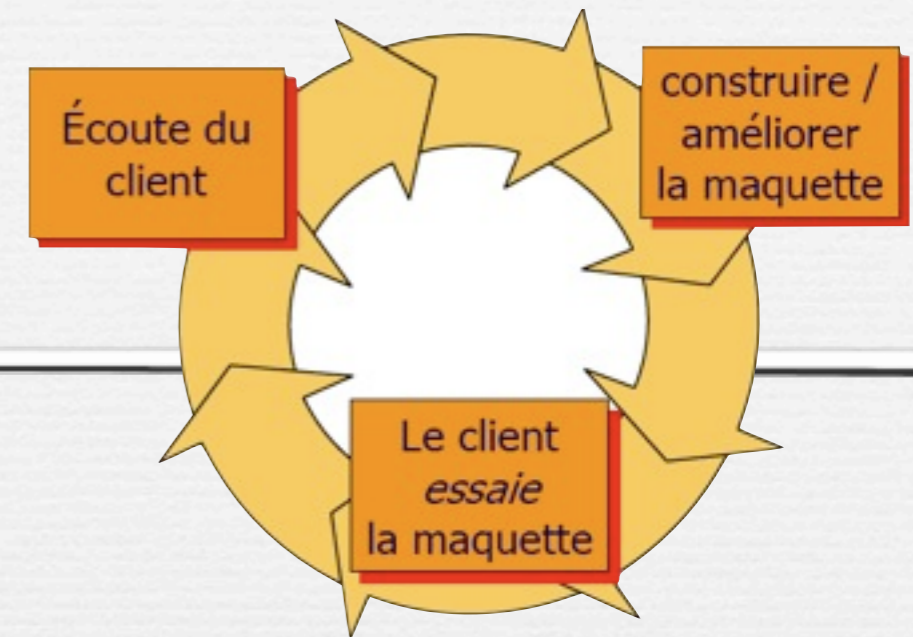 Écoute du
client
construire /
améliorer
la maquette
Le client
essaie
la maquette